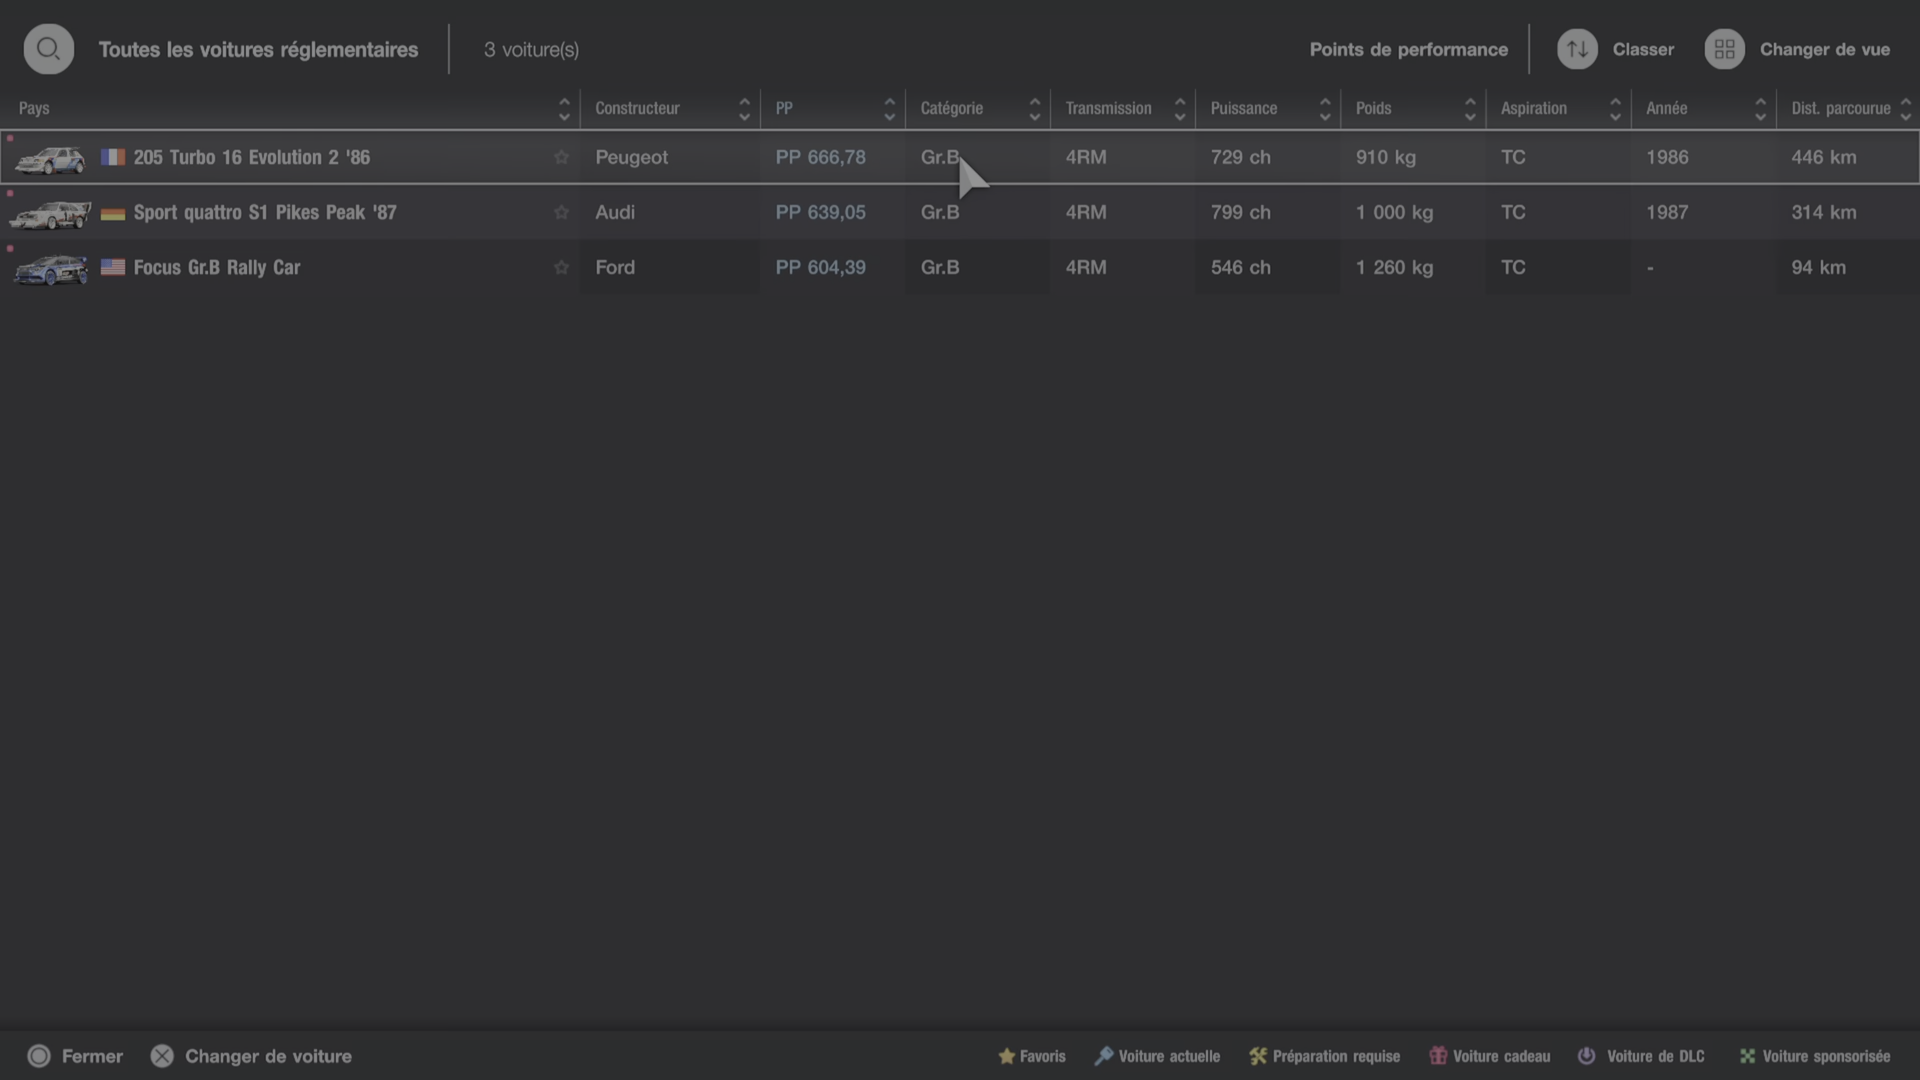 Toutes les voitures réglementaires 3 voiture(s) Points de performance Classer Changer de vue
Pays Constructeur PP Catégorie Transmission Puissance Poids Aspiration Année Dist. parcourue
205 Turbo 16 Evolution 2 '86 Peugeot PP 666,78 Gr.B 4RM 729 ch 910 kg TC 1986 446 km
Sport quattro S1 Pikes Peak '87 Audi PP 639,05 Gr.B 4RM 799 ch 1 000 kg TC 1987 314 km
Focus Gr.B Rally Car Ford PP 604,39 Gr.B 4RM 546 ch 1 260 kg TC - 94 km
Fermer Changer de voiture Favoris Voiture actuelle Préparation requise Voiture cadeau Voiture de DLC Voiture sponsorisée